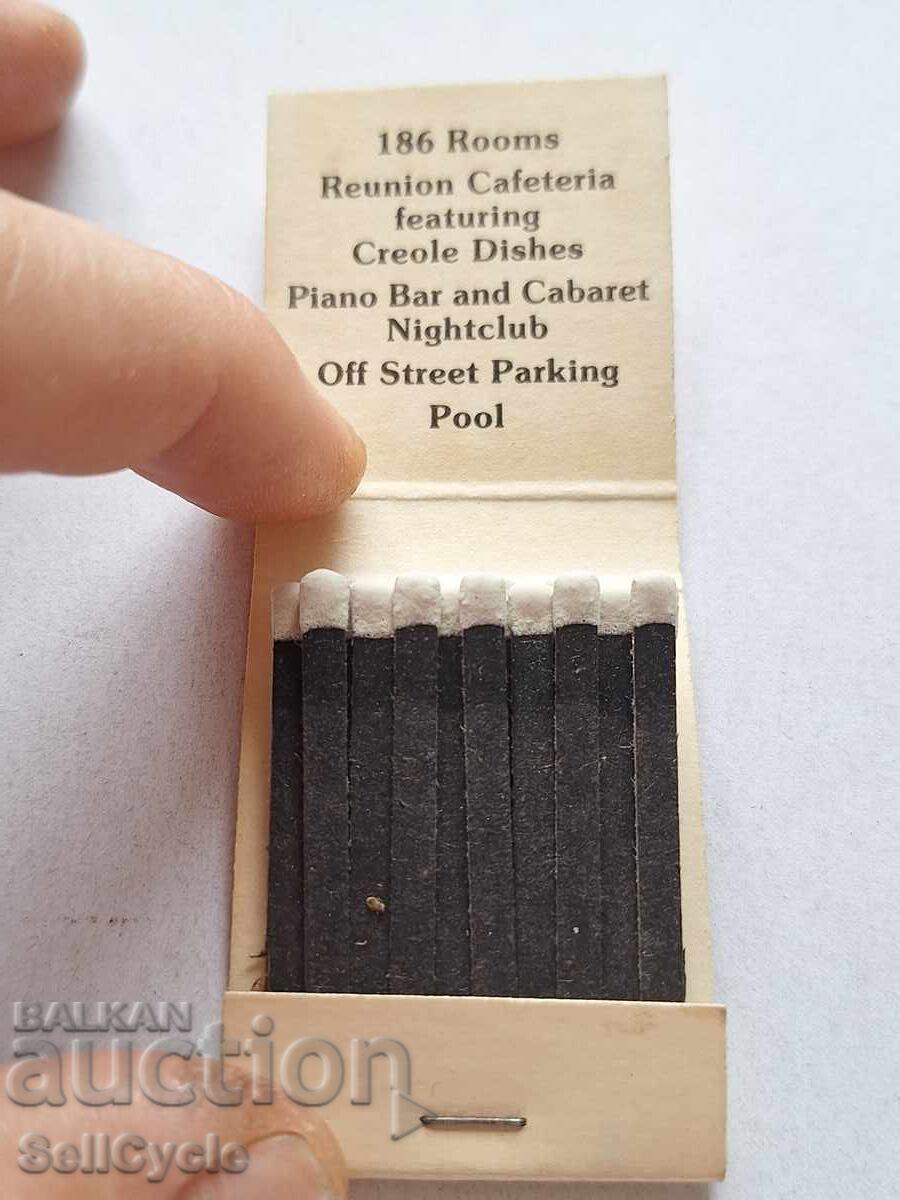 186 Rooms
Reunion Cafeteria
featuring
Creole Dishes
Piano Bar and Cabaret
Nightclub
Off Street Parking
Pool
BALKAN
auction
SellCycle